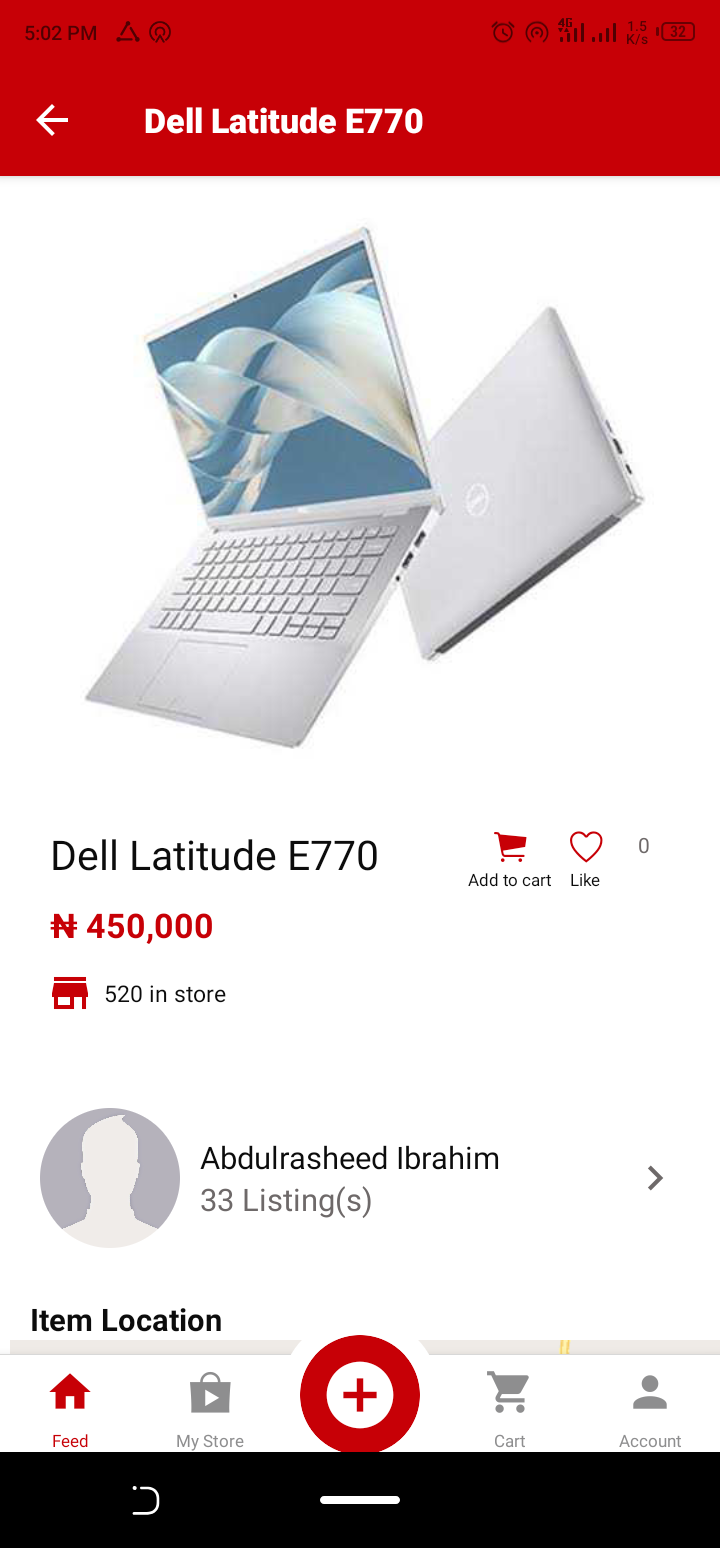 5:02 PM 4G 1.5 K/s 32
Dell Latitude E770
Dell Latitude E770
0
Add to cart Like
₦ 450,000
520 in store
Abdulrasheed Ibrahim
33 Listing(s)
Item Location
Feed My Store Cart Account